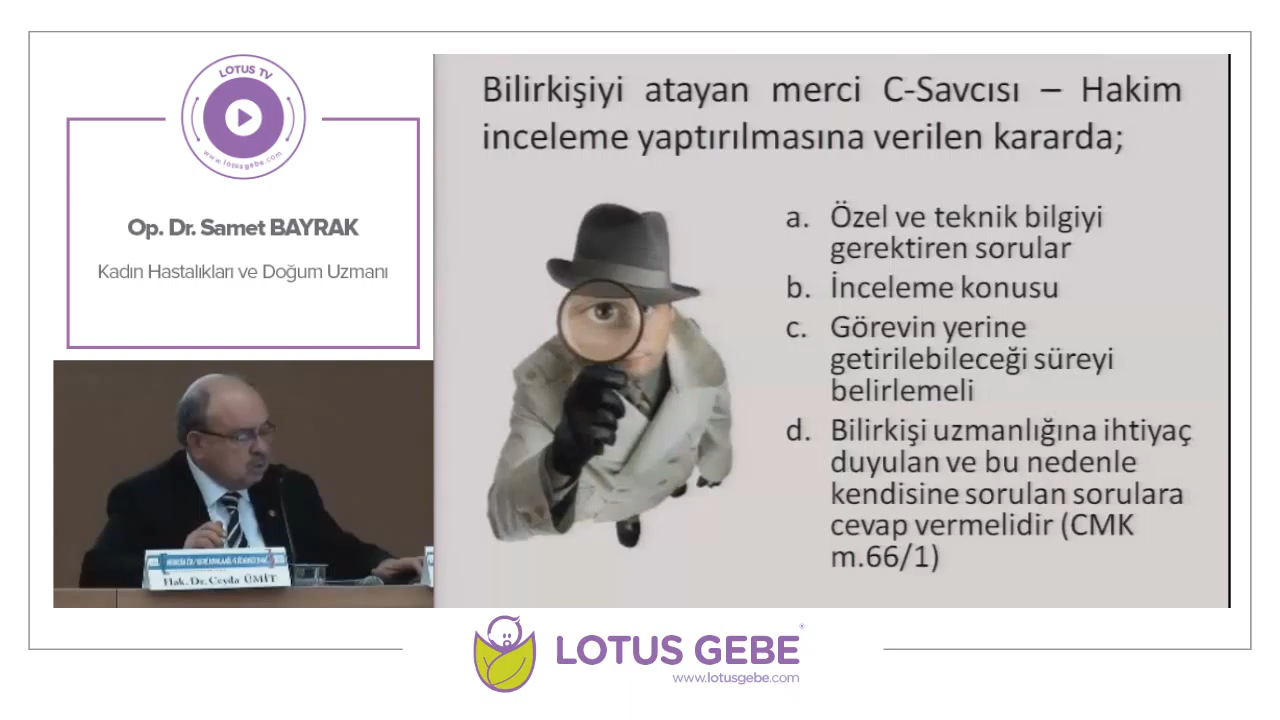 LOTUS TV
www.lotusgebe.com
Op. Dr. Samet BAYRAK
Kadın Hastalıkları ve Doğum Uzmanı
Bilirkişiyi atayan merci C-Savcısı – Hakim
inceleme yaptırılmasına verilen kararda;
a. Özel ve teknik bilgiyi
gerektiren sorular
b. İnceleme konusu
c. Görevin yerine
getirilebileceği süreyi
belirlemeli
d. Bilirkişi uzmanlığına ihtiyaç
duyulan ve bu nedenle
kendisine sorulan sorulara
cevap vermelidir (CMK
m.66/1)
Hak. Dr. Cevda ÜMİT
LOTUS GEBE®
www.lotusgebe.com